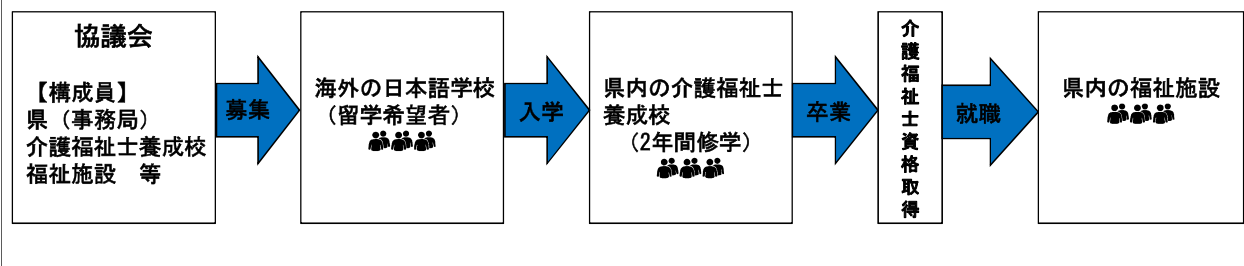 協議会
【構成員】
県（事務局）
介護福祉士養成校
福祉施設　等
募集
海外の日本語学校
（留学希望者）
入学
県内の介護福祉士
養成校
（2年間修学）
卒業
介護福祉士資格取得
就職
県内の福祉施設